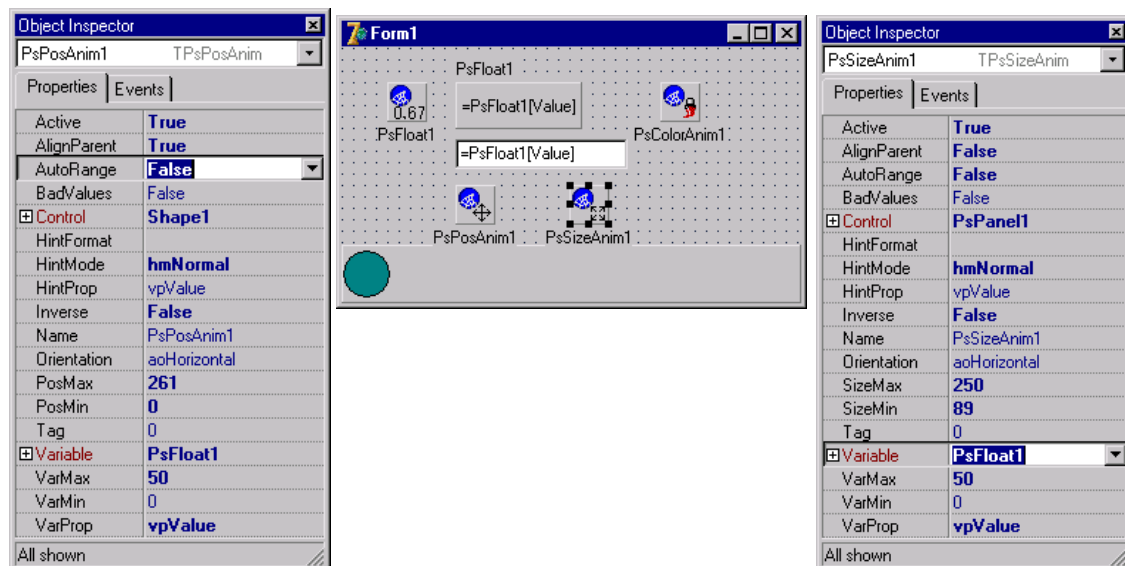 Object Inspector
PsPosAnim1 TPsPosAnim
Properties Events
Active True
AlignParent True
AutoRange False
BadValues False
Control Shape1
HintFormat
HintMode hmNormal
HintProp vpValue
Inverse False
Name PsPosAnim1
Orientation aoHorizontal
PosMax 261
PosMin 0
Tag 0
Variable PsFloat1
VarMax 50
VarMin 0
VarProp vpValue
All shown
Form1
PsFloat1
0.67
=PsFloat1[Value]
PsFloat1
PsColorAnim1
=PsFloat1[Value]
PsPosAnim1
PsSizeAnim1
Object Inspector
PsSizeAnim1 TPsSizeAnim
Properties Events
Active True
AlignParent False
AutoRange False
BadValues False
Control PsPanel1
HintFormat
HintMode hmNormal
HintProp vpValue
Inverse False
Name PsSizeAnim1
Orientation aoHorizontal
SizeMax 250
SizeMin 89
Tag 0
Variable PsFloat1
VarMax 50
VarMin 0
VarProp vpValue
All shown